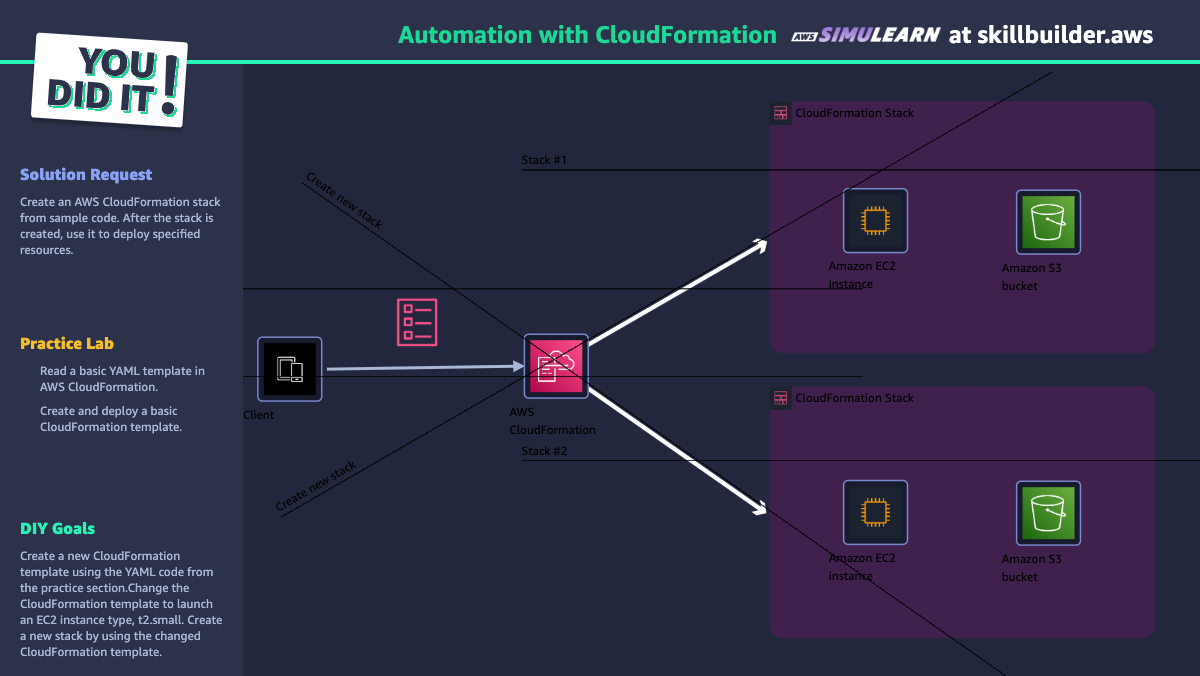 Automation with CloudFormation aws SIMULEARN at skillbuilder.aws
YOU
DID IT!
Solution Request
Create an AWS CloudFormation stack
from sample code. After the stack is
created, use it to deploy specified
resources.
Practice Lab
Read a basic YAML template in
AWS CloudFormation.
Create and deploy a basic
CloudFormation template.
DIY Goals
Create a new CloudFormation
template using the YAML code from
the practice section.Change the
CloudFormation template to launch
an EC2 instance type, t2.small. Create
a new stack by using the changed
CloudFormation template.
Client
Create new stack
Create new stack
AWS
CloudFormation
Stack #1
CloudFormation Stack
Amazon EC2
instance
Amazon S3
bucket
Stack #2
CloudFormation Stack
Amazon EC2
instance
Amazon S3
bucket